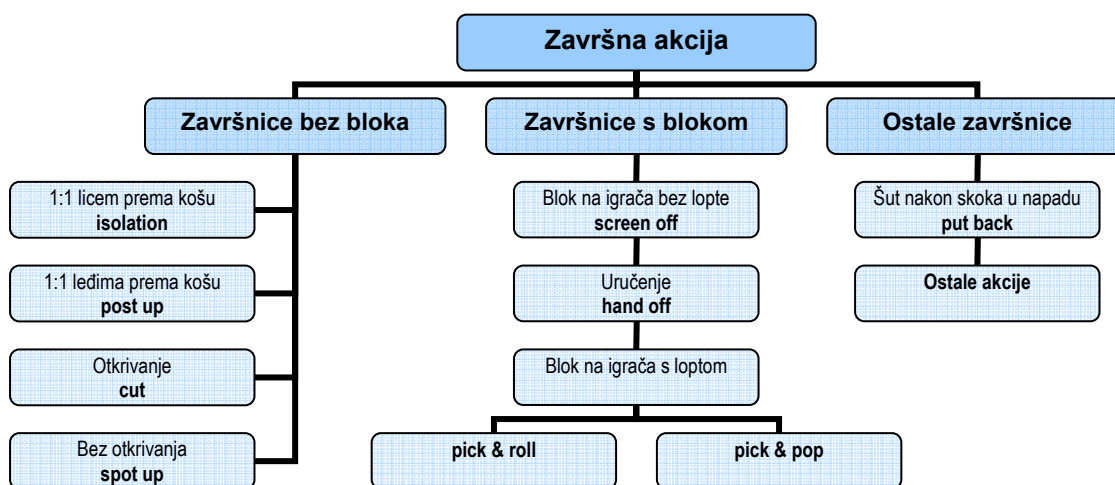 Završna akcija
Završnice bez bloka
Završnice s blokom
Ostale završnice
1:1 licem prema košu
isolation
1:1 leđima prema košu
post up
Otkrivanje
cut
Bez otkrivanja
spot up
Blok na igrača bez lopte
screen off
Uručenje
hand off
Blok na igrača s loptom
pick & roll
pick & pop
Šut nakon skoka u napadu
put back
Ostale akcije